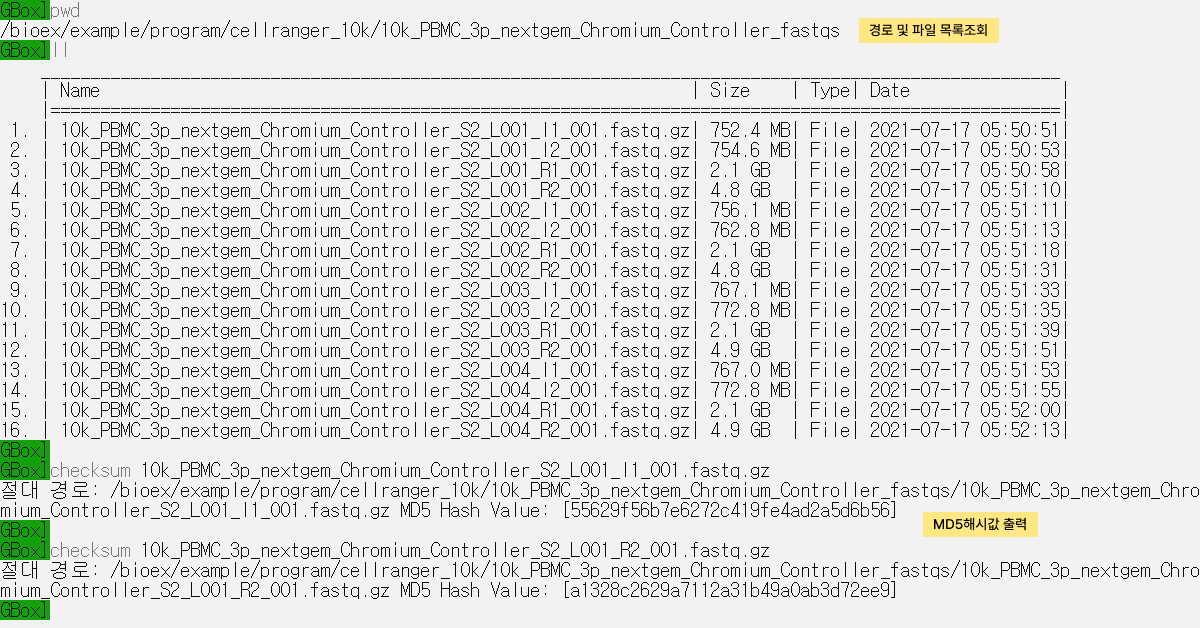 GBox]pwd
/bioex/example/program/cellranger_10k/10k_PBMC_3p_nextgem_Chromium_Controller_fastqs 경로 및 파일 목록조회
GBox]ll
| Name | Size | Type| Date |
1. | 10k_PBMC_3p_nextgem_Chromium_Controller_S2_L001_I1_001.fastq.gz| 752.4 MB| File| 2021-07-17 05:50:51|
2. | 10k_PBMC_3p_nextgem_Chromium_Controller_S2_L001_I2_001.fastq.gz| 754.6 MB| File| 2021-07-17 05:50:53|
3. | 10k_PBMC_3p_nextgem_Chromium_Controller_S2_L001_R1_001.fastq.gz| 2.1 GB | File| 2021-07-17 05:50:58|
4. | 10k_PBMC_3p_nextgem_Chromium_Controller_S2_L001_R2_001.fastq.gz| 4.8 GB | File| 2021-07-17 05:51:10|
5. | 10k_PBMC_3p_nextgem_Chromium_Controller_S2_L002_I1_001.fastq.gz| 756.1 MB| File| 2021-07-17 05:51:11|
6. | 10k_PBMC_3p_nextgem_Chromium_Controller_S2_L002_I2_001.fastq.gz| 762.8 MB| File| 2021-07-17 05:51:13|
7. | 10k_PBMC_3p_nextgem_Chromium_Controller_S2_L002_R1_001.fastq.gz| 2.1 GB | File| 2021-07-17 05:51:18|
8. | 10k_PBMC_3p_nextgem_Chromium_Controller_S2_L002_R2_001.fastq.gz| 4.8 GB | File| 2021-07-17 05:51:31|
9. | 10k_PBMC_3p_nextgem_Chromium_Controller_S2_L003_I1_001.fastq.gz| 767.1 MB| File| 2021-07-17 05:51:33|
10. | 10k_PBMC_3p_nextgem_Chromium_Controller_S2_L003_I2_001.fastq.gz| 772.8 MB| File| 2021-07-17 05:51:35|
11. | 10k_PBMC_3p_nextgem_Chromium_Controller_S2_L003_R1_001.fastq.gz| 2.1 GB | File| 2021-07-17 05:51:39|
12. | 10k_PBMC_3p_nextgem_Chromium_Controller_S2_L003_R2_001.fastq.gz| 4.9 GB | File| 2021-07-17 05:51:51|
13. | 10k_PBMC_3p_nextgem_Chromium_Controller_S2_L004_I1_001.fastq.gz| 767.0 MB| File| 2021-07-17 05:51:53|
14. | 10k_PBMC_3p_nextgem_Chromium_Controller_S2_L004_I2_001.fastq.gz| 772.8 MB| File| 2021-07-17 05:51:55|
15. | 10k_PBMC_3p_nextgem_Chromium_Controller_S2_L004_R1_001.fastq.gz| 2.1 GB | File| 2021-07-17 05:52:00|
16. | 10k_PBMC_3p_nextgem_Chromium_Controller_S2_L004_R2_001.fastq.gz| 4.9 GB | File| 2021-07-17 05:52:13|
GBox]
GBox]checksum 10k_PBMC_3p_nextgem_Chromium_Controller_S2_L001_I1_001.fastq.gz
절대 경로: /bioex/example/program/cellranger_10k/10k_PBMC_3p_nextgem_Chromium_Controller_fastqs/10k_PBMC_3p_nextgem_Chro
mium_Controller_S2_L001_I1_001.fastq.gz MD5 Hash Value: [55629f56b7e6272c419fe4ad2a5d6b56]
MD5해시값 출력
GBox]
GBox]checksum 10k_PBMC_3p_nextgem_Chromium_Controller_S2_L001_R2_001.fastq.gz
절대 경로: /bioex/example/program/cellranger_10k/10k_PBMC_3p_nextgem_Chromium_Controller_fastqs/10k_PBMC_3p_nextgem_Chro
mium_Controller_S2_L001_R2_001.fastq.gz MD5 Hash Value: [a1328c2629a7112a31b49a0ab3d72ee9]
GBox]